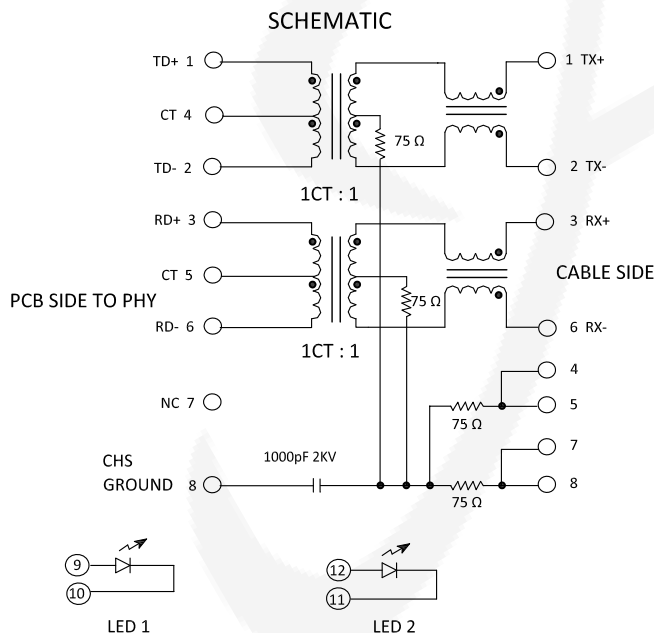 SCHEMATIC
TD+ 1
1 TX+
CT 4
75 Ω
TD- 2
2 TX-
1CT : 1
RD+ 3
3 RX+
CT 5
CABLE SIDE
PCB SIDE TO PHY
75 Ω
RD- 6
6 RX-
1CT : 1
4
NC 7
5
75 Ω
7
CHS
GROUND 8
1000pF 2KV
8
75 Ω
9
10
LED 1
12
11
LED 2